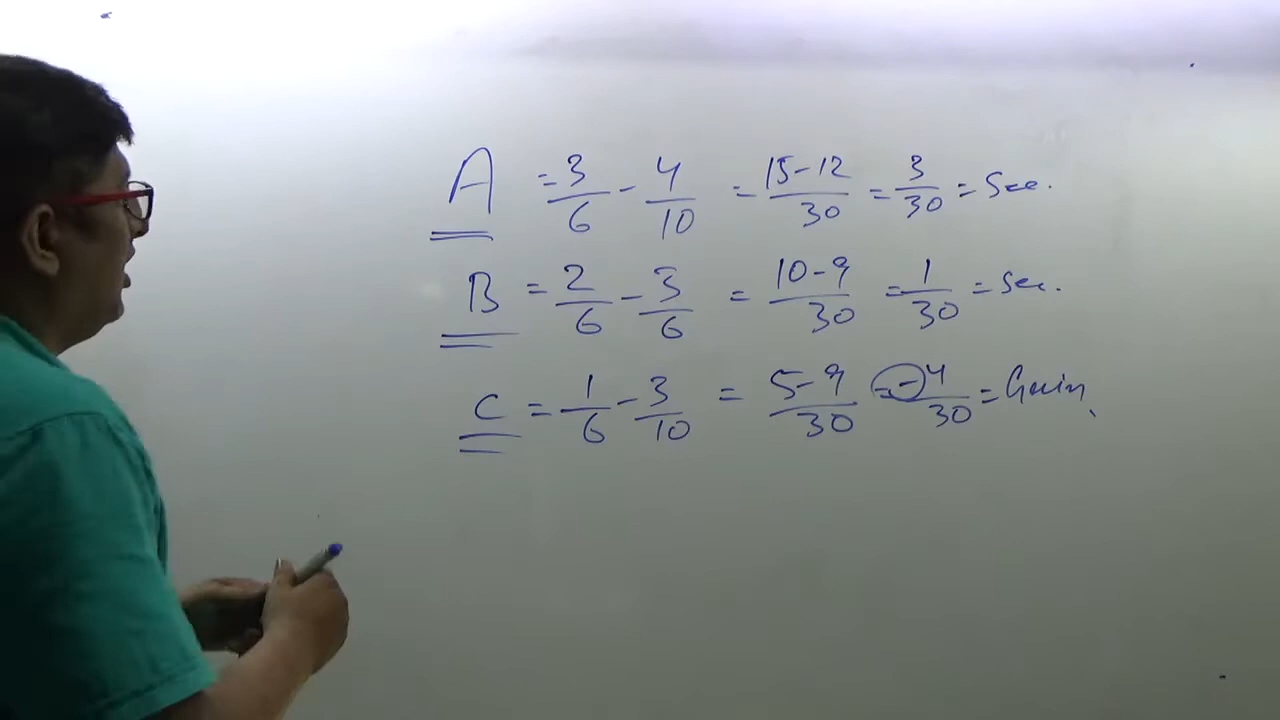 A = 3/6 - 4/10 = 15-12/30 = 3/30 = Sac.
B = 2/6 - 3/6 = 10-9/30 = 1/30 = Sac.
C = 1/6 - 3/10 = 5-9/30 = -4/30 = Gain